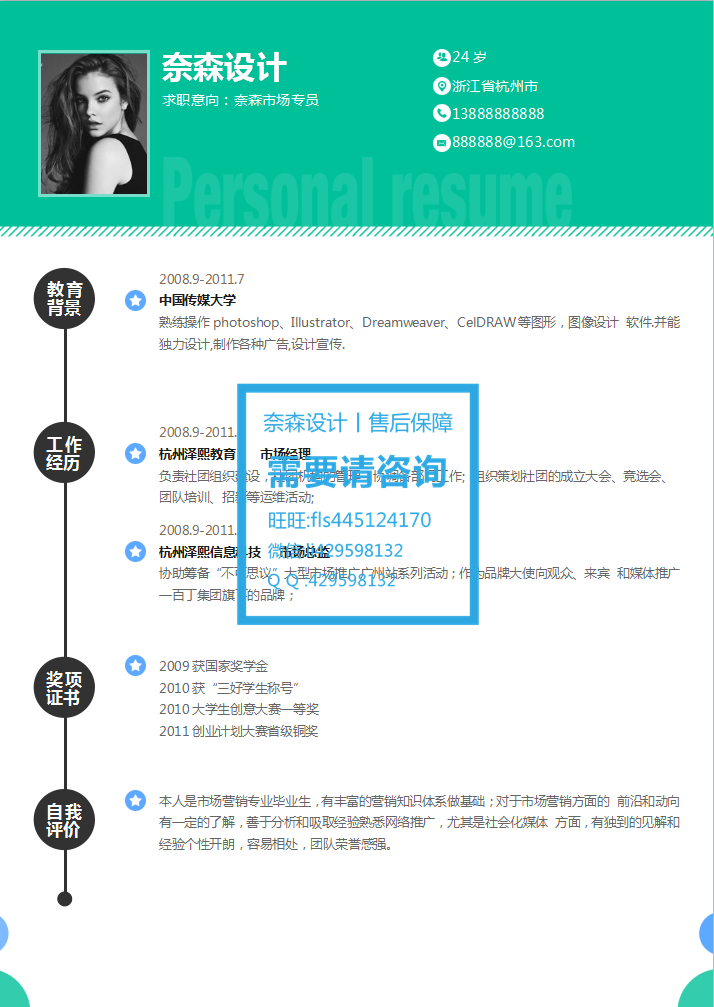 奈森设计
求职意向：奈森市场专员
24 岁
浙江省杭州市
13888888888
888888@163.com
Personal resume
教育
背景
2008.9-2011.7
中国传媒大学
熟练操作 photoshop、Illustrator、Dreamweaver、CelDRAW等图形，图像设计 软件.并能
独力设计,制作各种广告,设计宣传.
奈森设计丨售后保障
需要请咨询
旺旺:fls445124170
微信:429598132
Q Q :429598132
工作
经历
2008.9-2011.
杭州泽熙教育 市场经理
负责社团组织建设，管理，协调各部门工作; 组织策划社团的成立大会、竞选会、
团队培训、招新等运维活动;
2008.9-2011.
杭州泽熙信息科技 市场总监
协助筹备“不可思议”大型市场推广广州站系列活动；作为品牌大使向观众、来宾 和媒体推广
一百丁集团旗下的品牌；
奖项
证书
2009 获国家奖学金
2010 获“三好学生称号”
2010 大学生创意大赛一等奖
2011 创业计划大赛省级铜奖
自我
评价
本人是市场营销专业毕业生，有丰富的营销知识体系做基础；对于市场营销方面的 前沿和动向
有一定的了解，善于分析和吸取经验熟悉网络推广，尤其是社会化媒体 方面，有独到的见解和
经验个性开朗，容易相处，团队荣誉感强。